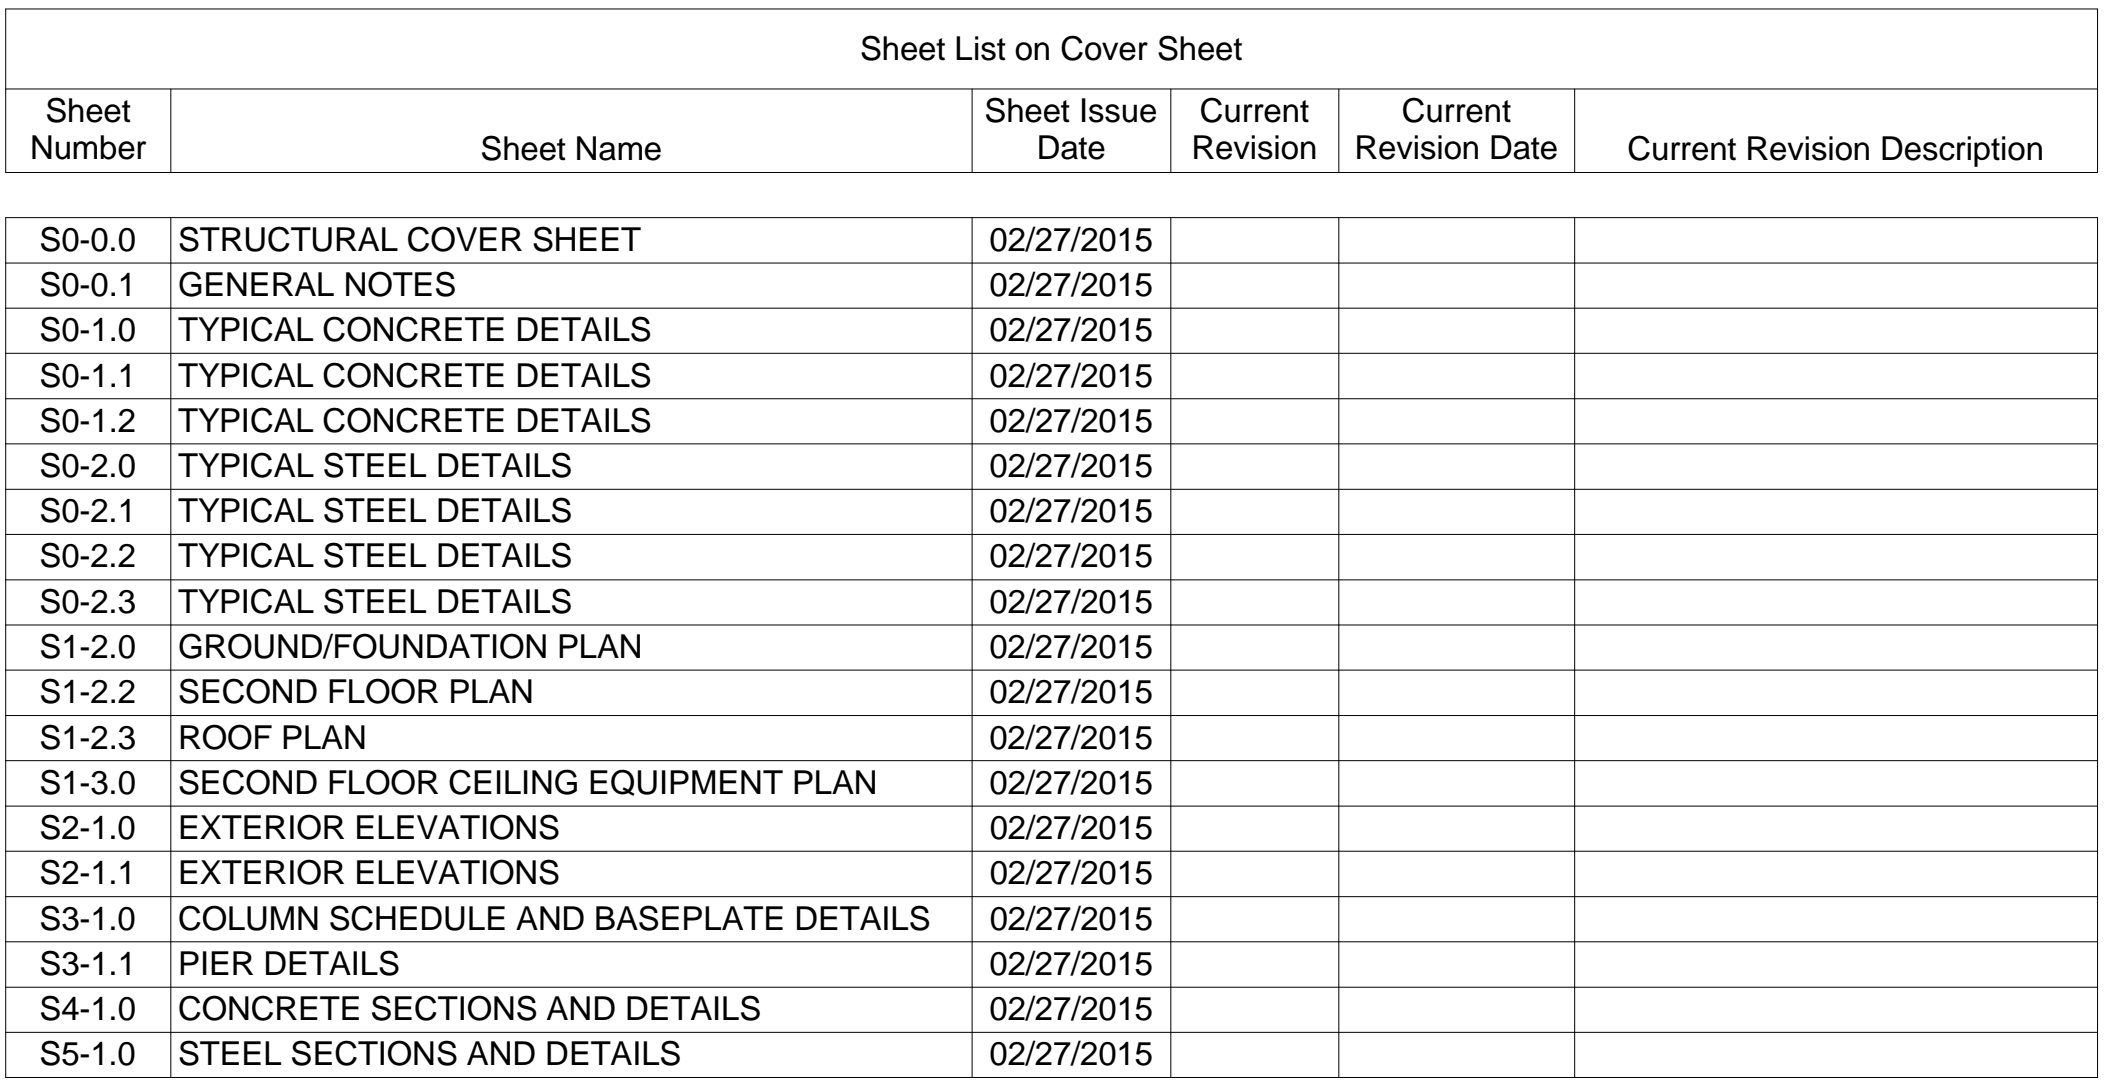 Sheet List on Cover Sheet
Sheet Number Sheet Name Sheet Issue Date Current Revision Current Revision Date Current Revision Description
S0-0.0 STRUCTURAL COVER SHEET 02/27/2015
S0-0.1 GENERAL NOTES 02/27/2015
S0-1.0 TYPICAL CONCRETE DETAILS 02/27/2015
S0-1.1 TYPICAL CONCRETE DETAILS 02/27/2015
S0-1.2 TYPICAL CONCRETE DETAILS 02/27/2015
S0-2.0 TYPICAL STEEL DETAILS 02/27/2015
S0-2.1 TYPICAL STEEL DETAILS 02/27/2015
S0-2.2 TYPICAL STEEL DETAILS 02/27/2015
S0-2.3 TYPICAL STEEL DETAILS 02/27/2015
S1-2.0 GROUND/FOUNDATION PLAN 02/27/2015
S1-2.2 SECOND FLOOR PLAN 02/27/2015
S1-2.3 ROOF PLAN 02/27/2015
S1-3.0 SECOND FLOOR CEILING EQUIPMENT PLAN 02/27/2015
S2-1.0 EXTERIOR ELEVATIONS 02/27/2015
S2-1.1 EXTERIOR ELEVATIONS 02/27/2015
S3-1.0 COLUMN SCHEDULE AND BASEPLATE DETAILS 02/27/2015
S3-1.1 PIER DETAILS 02/27/2015
S4-1.0 CONCRETE SECTIONS AND DETAILS 02/27/2015
S5-1.0 STEEL SECTIONS AND DETAILS 02/27/2015